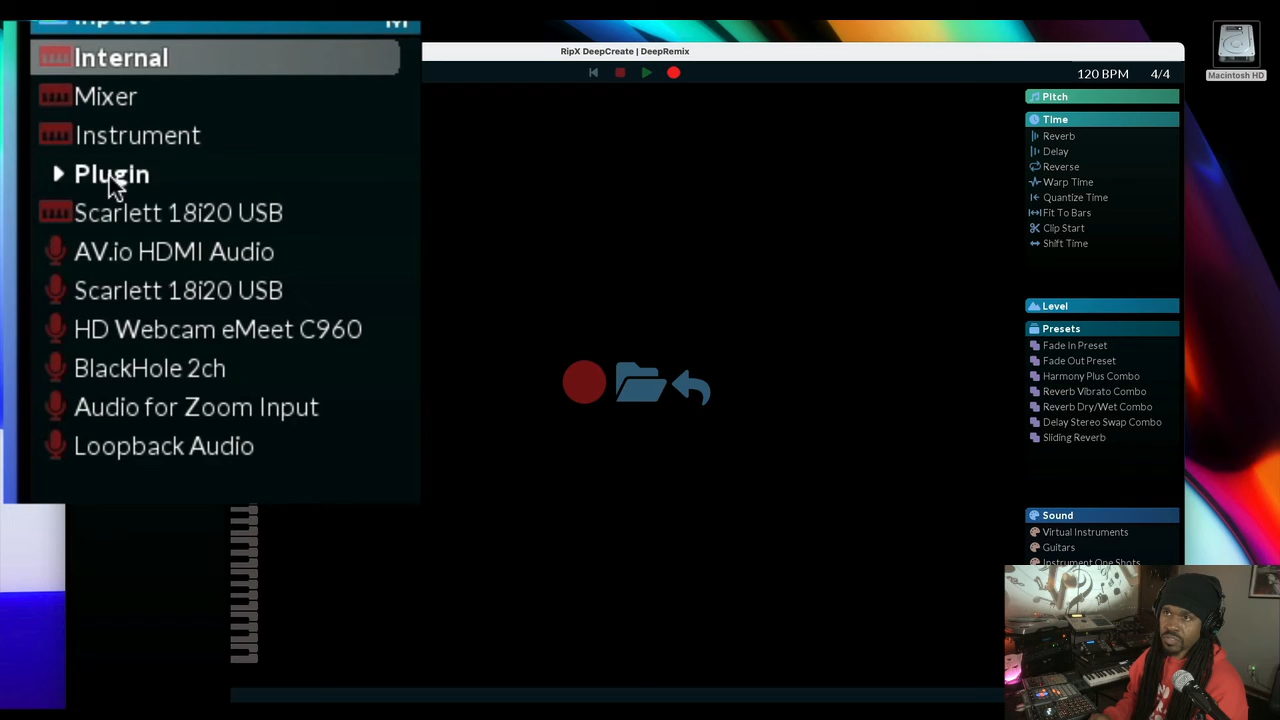 Inputs
Internal
Mixer
Instrument
Plugin
Scarlett 18i20 USB
AV.io HDMI Audio
Scarlett 18i20 USB
HD Webcam eMeet C960
BlackHole 2ch
Audio for Zoom Input
Loopback Audio
RipX DeepCreate | DeepRemix
120 BPM 4/4
Pitch
Time
Reverb
Delay
Reverse
Warp Time
Quantize Time
Fit To Bars
Clip Start
Shift Time
Level
Presets
Fade In Preset
Fade Out Preset
Harmony Plus Combo
Reverb Vibrato Combo
Reverb Dry/Wet Combo
Delay Stereo Swap Combo
Sliding Reverb
Sound
Virtual Instruments
Guitars
Instrument One Shots
Macintosh HD